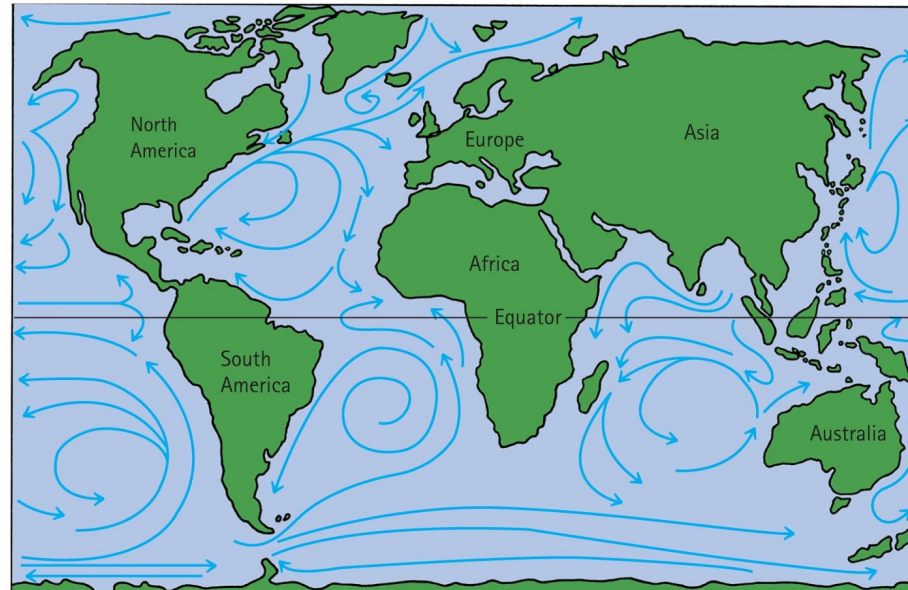 North
America
Europe
Asia
Africa
Equator
South
America
Australia